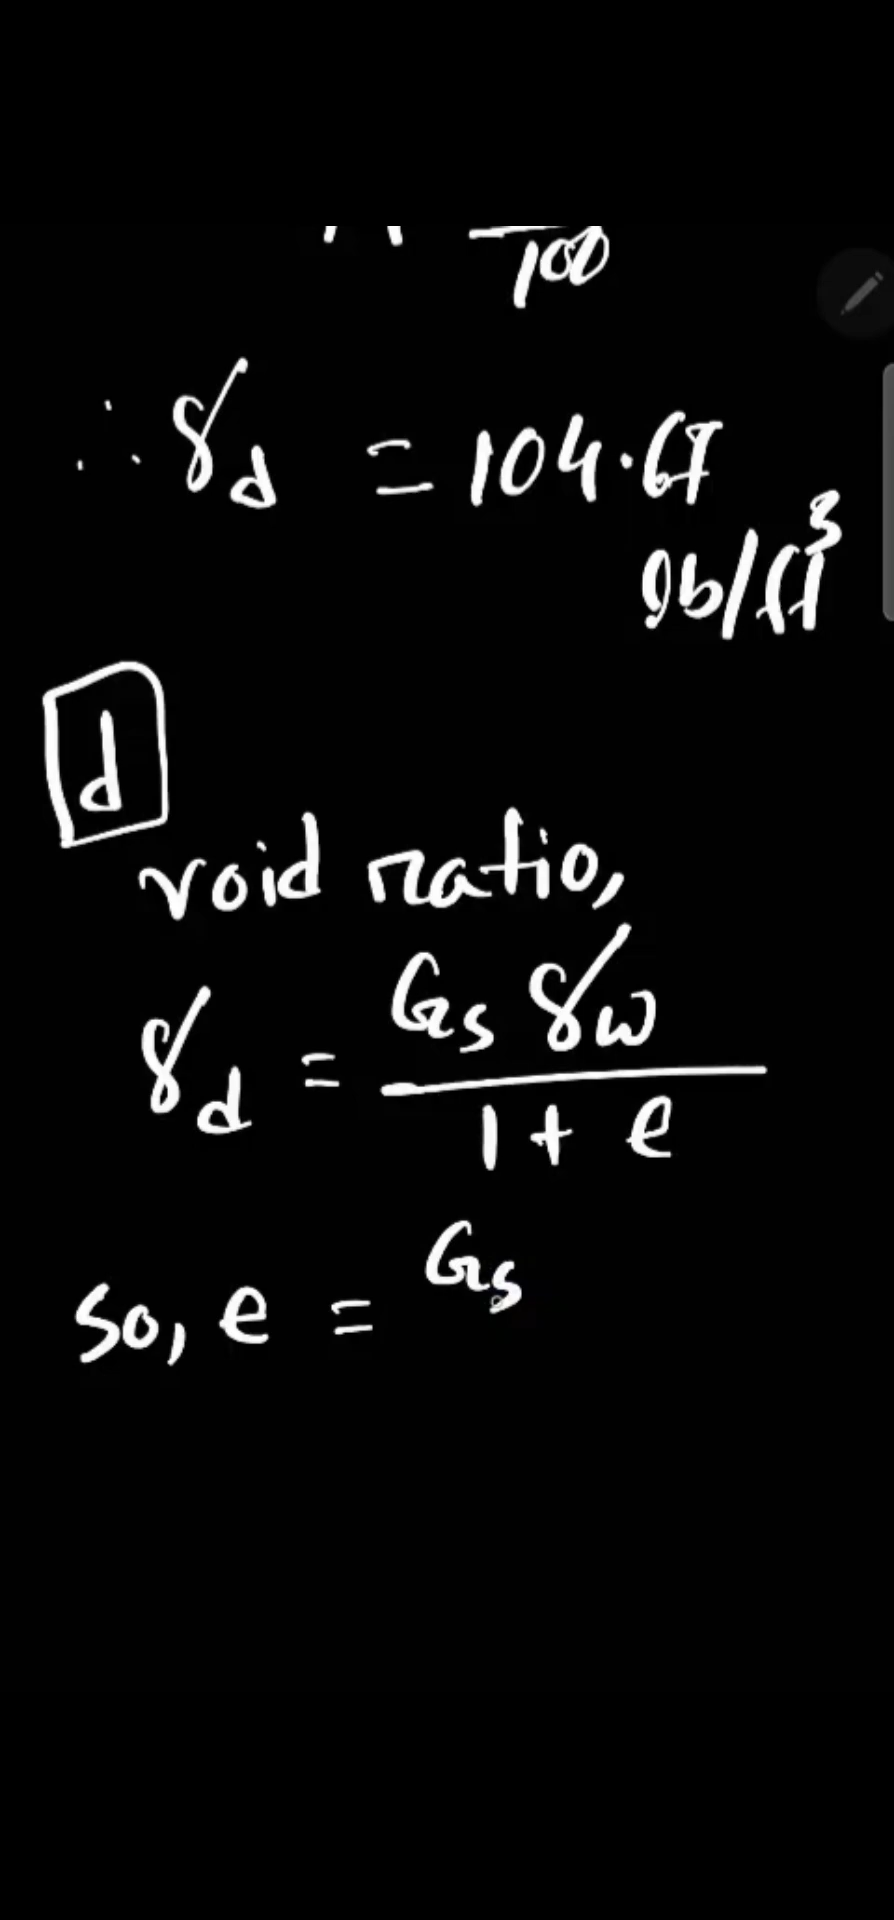 100
∴ γd = 104.67
lb/ft³
d
void ratio,
γd = Gs γw
1 + e
so, e = Gs